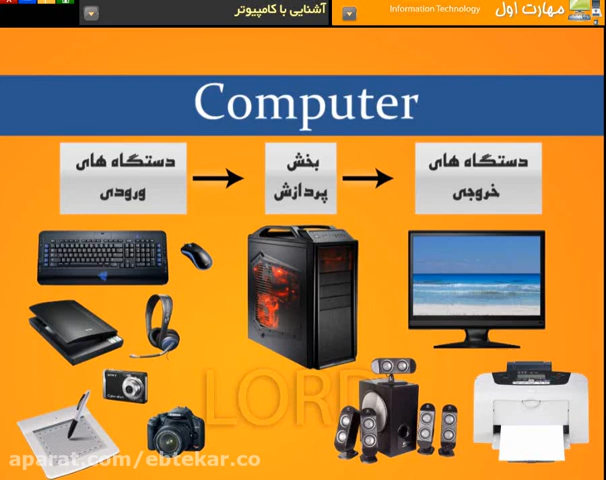 آشنایی با کامپیوتر
مهارت اول
Information Technology
Computer
دستگاه های
ورودی
بخش
پردازش
دستگاه های
خروجی
LORD
aparat.com/ebtekar.co